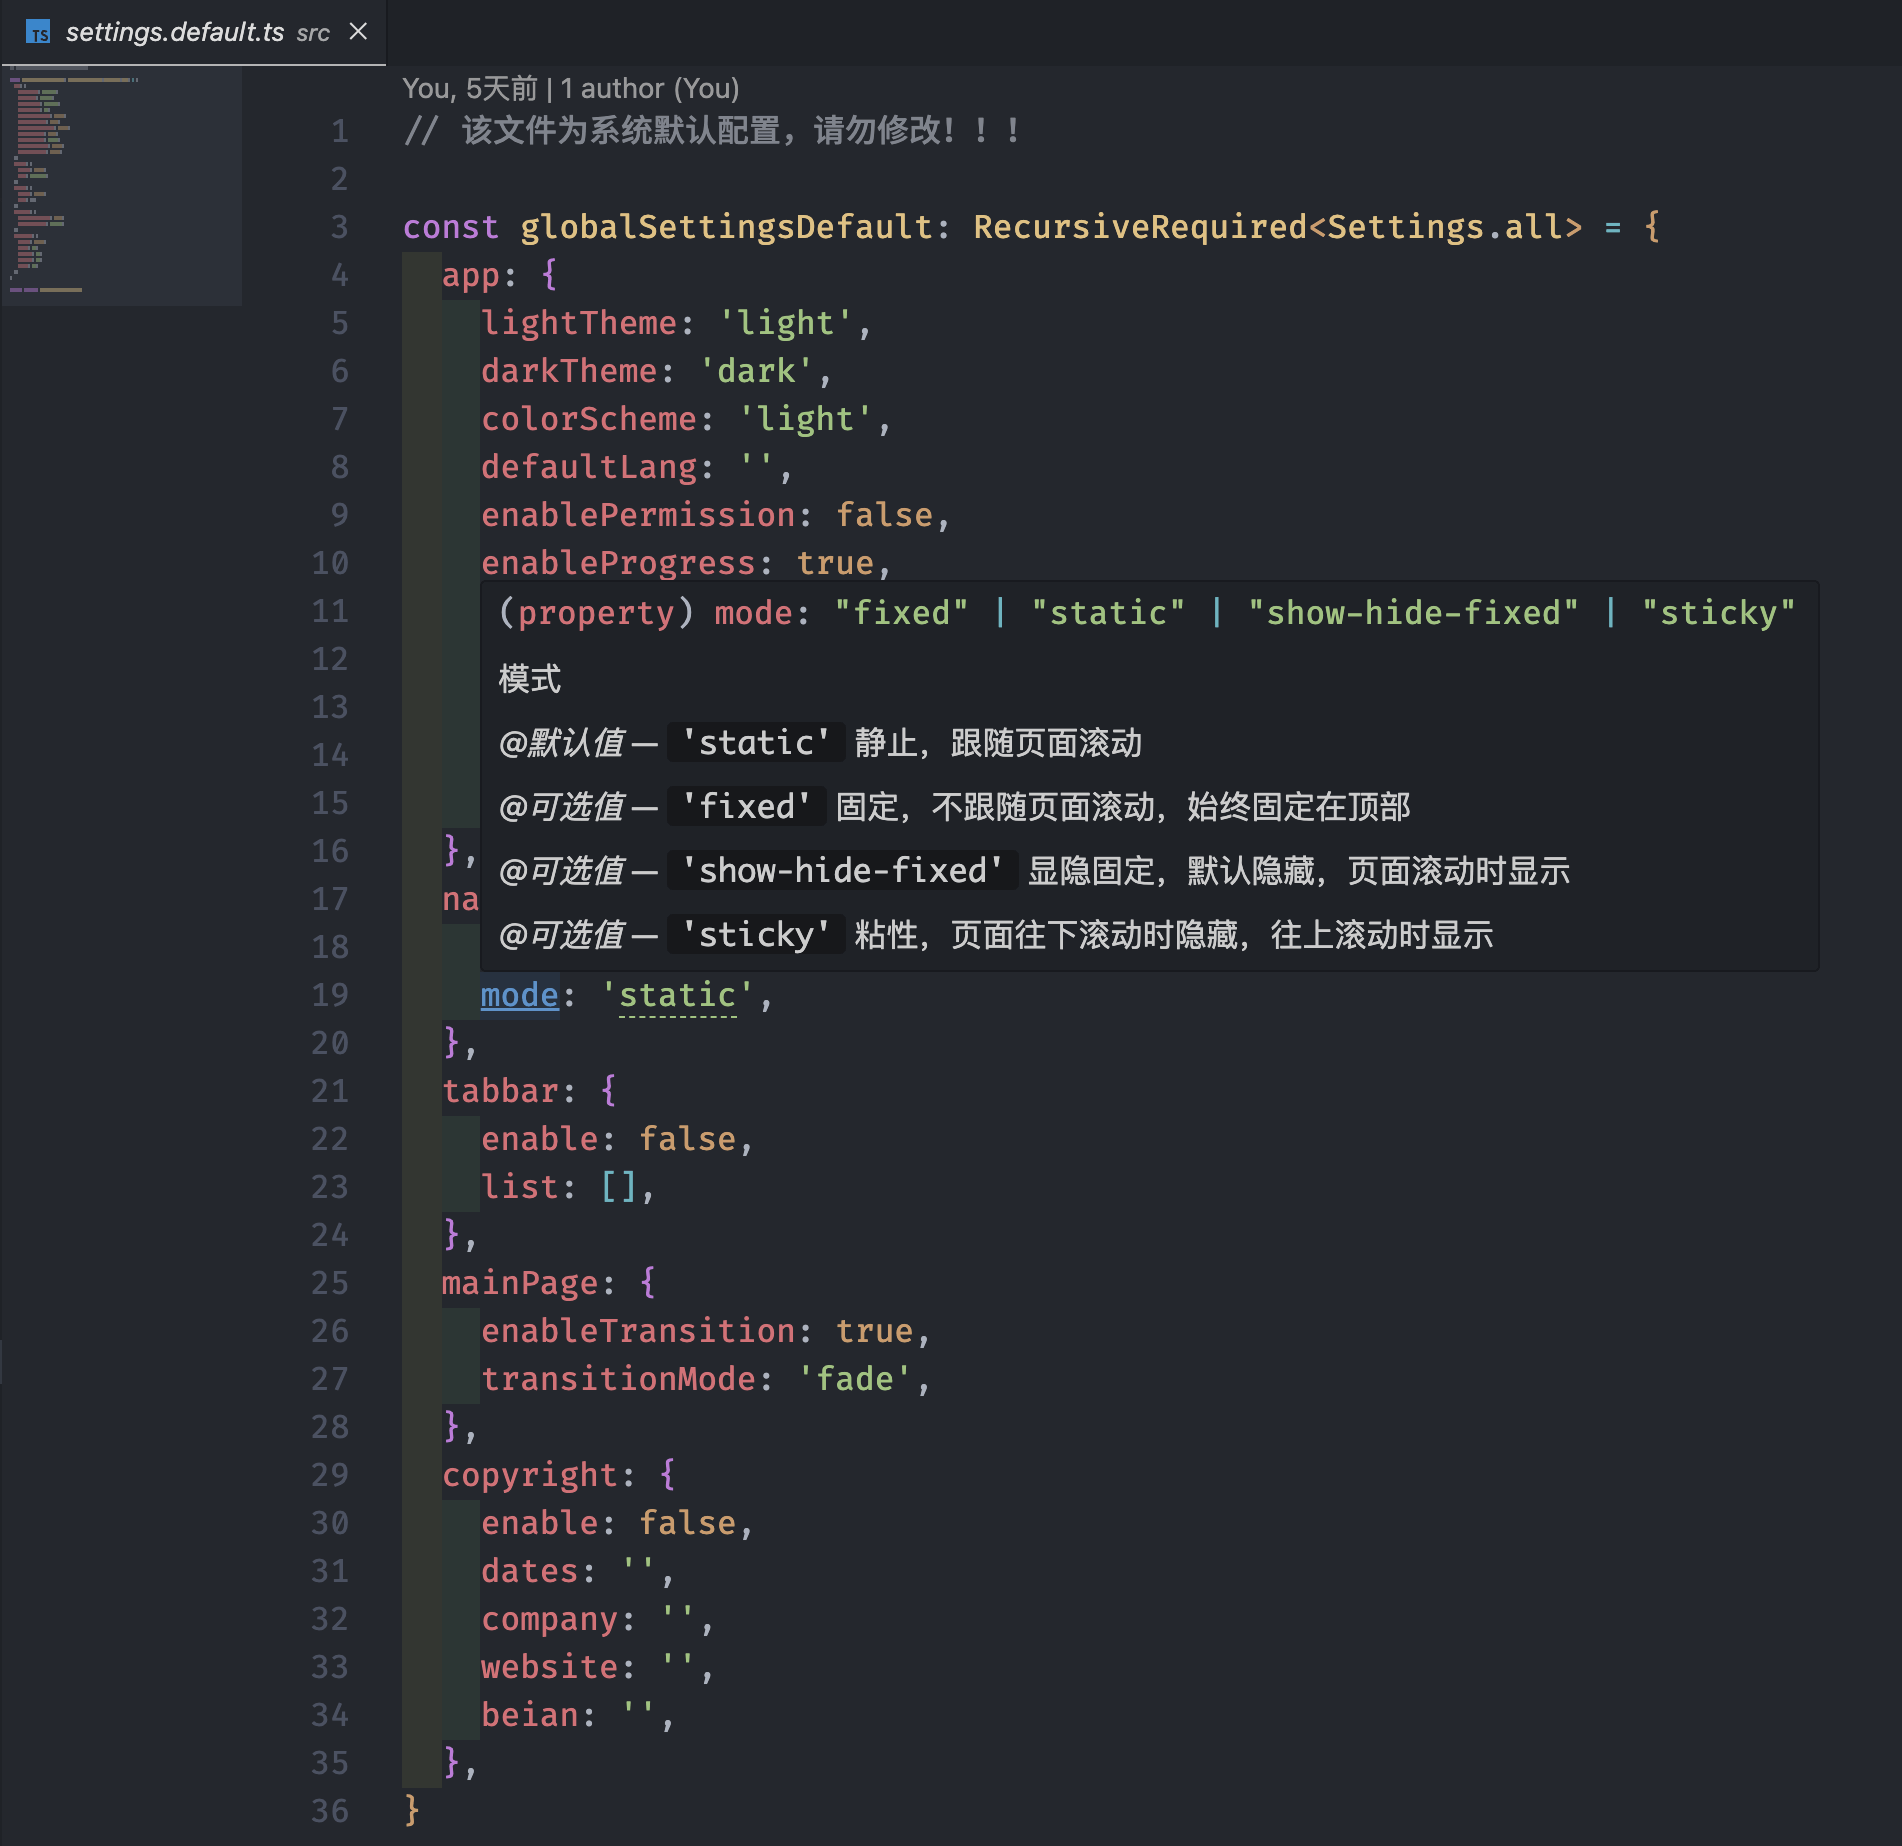 TS settings.default.ts src
You, 5天前 | 1 author (You)
1 // 该文件为系统默认配置，请勿修改！！！
2
3 const globalSettingsDefault: RecursiveRequired<Settings.all> = {
4 app: {
5 lightTheme: 'light',
6 darkTheme: 'dark',
7 colorScheme: 'light',
8 defaultLang: '',
9 enablePermission: false,
10 enableProgress: true,
11 (property) mode: "fixed" | "static" | "show-hide-fixed" | "sticky"
12 模式
13
14 @默认值 — 'static' 静止，跟随页面滚动
15 @可选值 — 'fixed' 固定，不跟随页面滚动，始终固定在顶部
16 },
@可选值 — 'show-hide-fixed' 显隐固定，默认隐藏，页面滚动时显示
17 na
18 @可选值 — 'sticky' 粘性，页面往下滚动时隐藏，往上滚动时显示
19 mode: 'static',
20 },
21 tabbar: {
22 enable: false,
23 list: [],
24 },
25 mainPage: {
26 enableTransition: true,
27 transitionMode: 'fade',
28 },
29 copyright: {
30 enable: false,
31 dates: '',
32 company: '',
33 website: '',
34 beian: '',
35 },
36 }